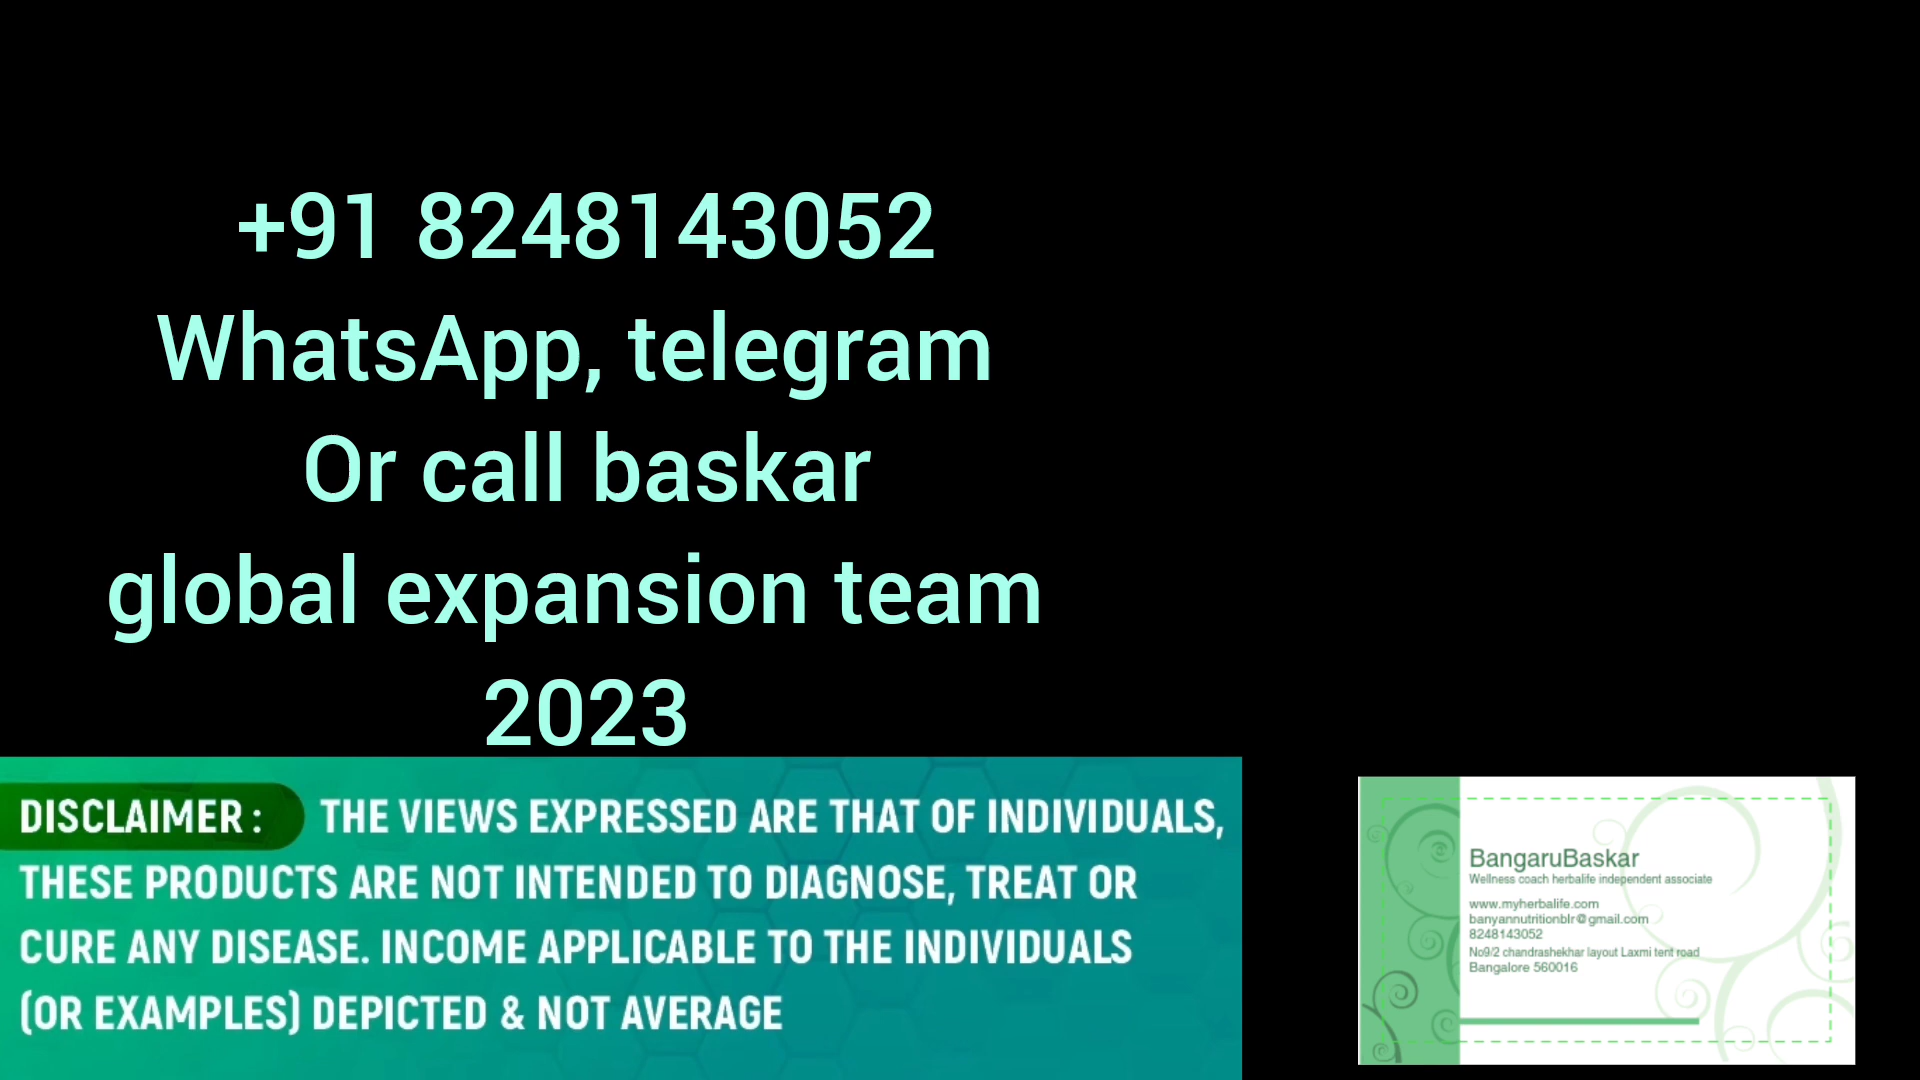 +91 8248143052
WhatsApp, telegram
Or call baskar
global expansion team
2023
DISCLAIMER : THE VIEWS EXPRESSED ARE THAT OF INDIVIDUALS,
THESE PRODUCTS ARE NOT INTENDED TO DIAGNOSE, TREAT OR
CURE ANY DISEASE. INCOME APPLICABLE TO THE INDIVIDUALS
(OR EXAMPLES) DEPICTED & NOT AVERAGE
BangaruBaskar
Wellness coach herbalife independent associate
www.myherbalife.com
banyannutritionblr@gmail.com
8248143052
No9/2 chandrashekhar layout Laxmi tent road
Bangalore 560016